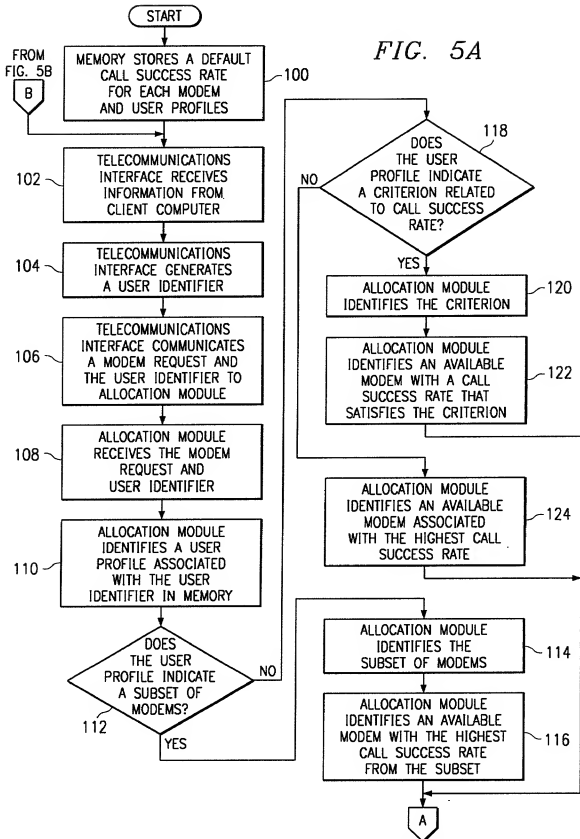 START
FIG. 5A
FROM
FIG. 5B
B
MEMORY STORES A DEFAULT
CALL SUCCESS RATE
FOR EACH MODEM
AND USER PROFILES
100
TELECOMMUNICATIONS
INTERFACE RECEIVES
INFORMATION FROM
CLIENT COMPUTER
102
TELECOMMUNICATIONS
INTERFACE GENERATES
A USER IDENTIFIER
104
TELECOMMUNICATIONS
INTERFACE COMMUNICATES
A MODEM REQUEST AND
THE USER IDENTIFIER TO
ALLOCATION MODULE
106
ALLOCATION MODULE
RECEIVES THE MODEM
REQUEST AND
USER IDENTIFIER
108
ALLOCATION MODULE
IDENTIFIES A USER
PROFILE ASSOCIATED
WITH THE USER
IDENTIFIER IN MEMORY
110
DOES
THE USER
PROFILE INDICATE
A SUBSET OF
MODEMS?
112
NO
YES
DOES
THE USER
PROFILE INDICATE
A CRITERION RELATED
TO CALL SUCCESS
RATE?
118
NO
YES
ALLOCATION MODULE
IDENTIFIES THE CRITERION
120
ALLOCATION MODULE
IDENTIFIES AN AVAILABLE
MODEM WITH A CALL
SUCCESS RATE THAT
SATISFIES THE CRITERION
122
ALLOCATION MODULE
IDENTIFIES AN AVAILABLE
MODEM ASSOCIATED
WITH THE HIGHEST CALL
SUCCESS RATE
124
ALLOCATION MODULE
IDENTIFIES THE
SUBSET OF MODEMS
114
ALLOCATION MODULE
IDENTIFIES AN AVAILABLE
MODEM WITH THE HIGHEST
CALL SUCCESS RATE
FROM THE SUBSET
116
A